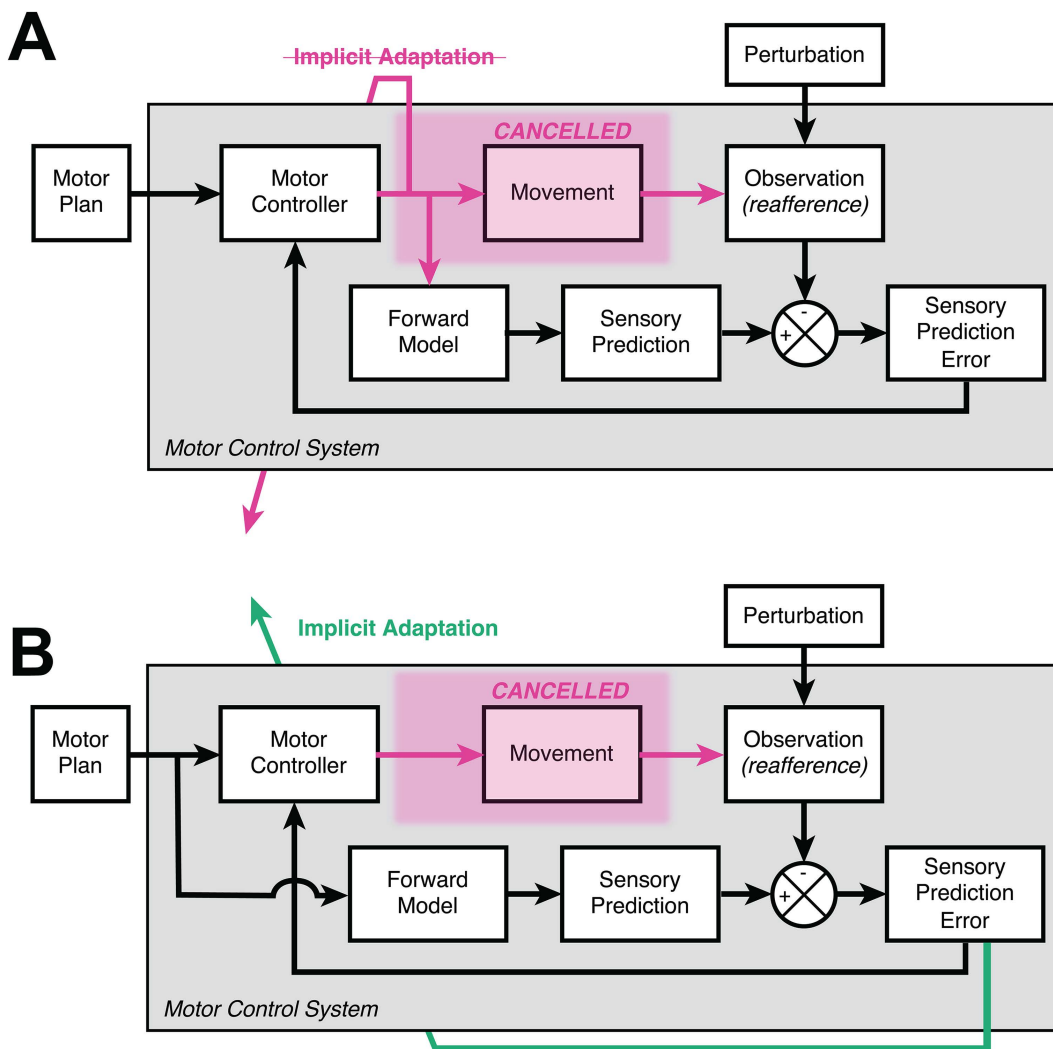 A
Implicit Adaptation
Perturbation
CANCELLED
Motor
Plan
Motor
Controller
Movement
Observation
(reafference)
Forward
Model
Sensory
Prediction
-
+
Sensory
Prediction
Error
Motor Control System
B
Implicit Adaptation
Perturbation
CANCELLED
Motor
Plan
Motor
Controller
Movement
Observation
(reafference)
Forward
Model
Sensory
Prediction
-
+
Sensory
Prediction
Error
Motor Control System